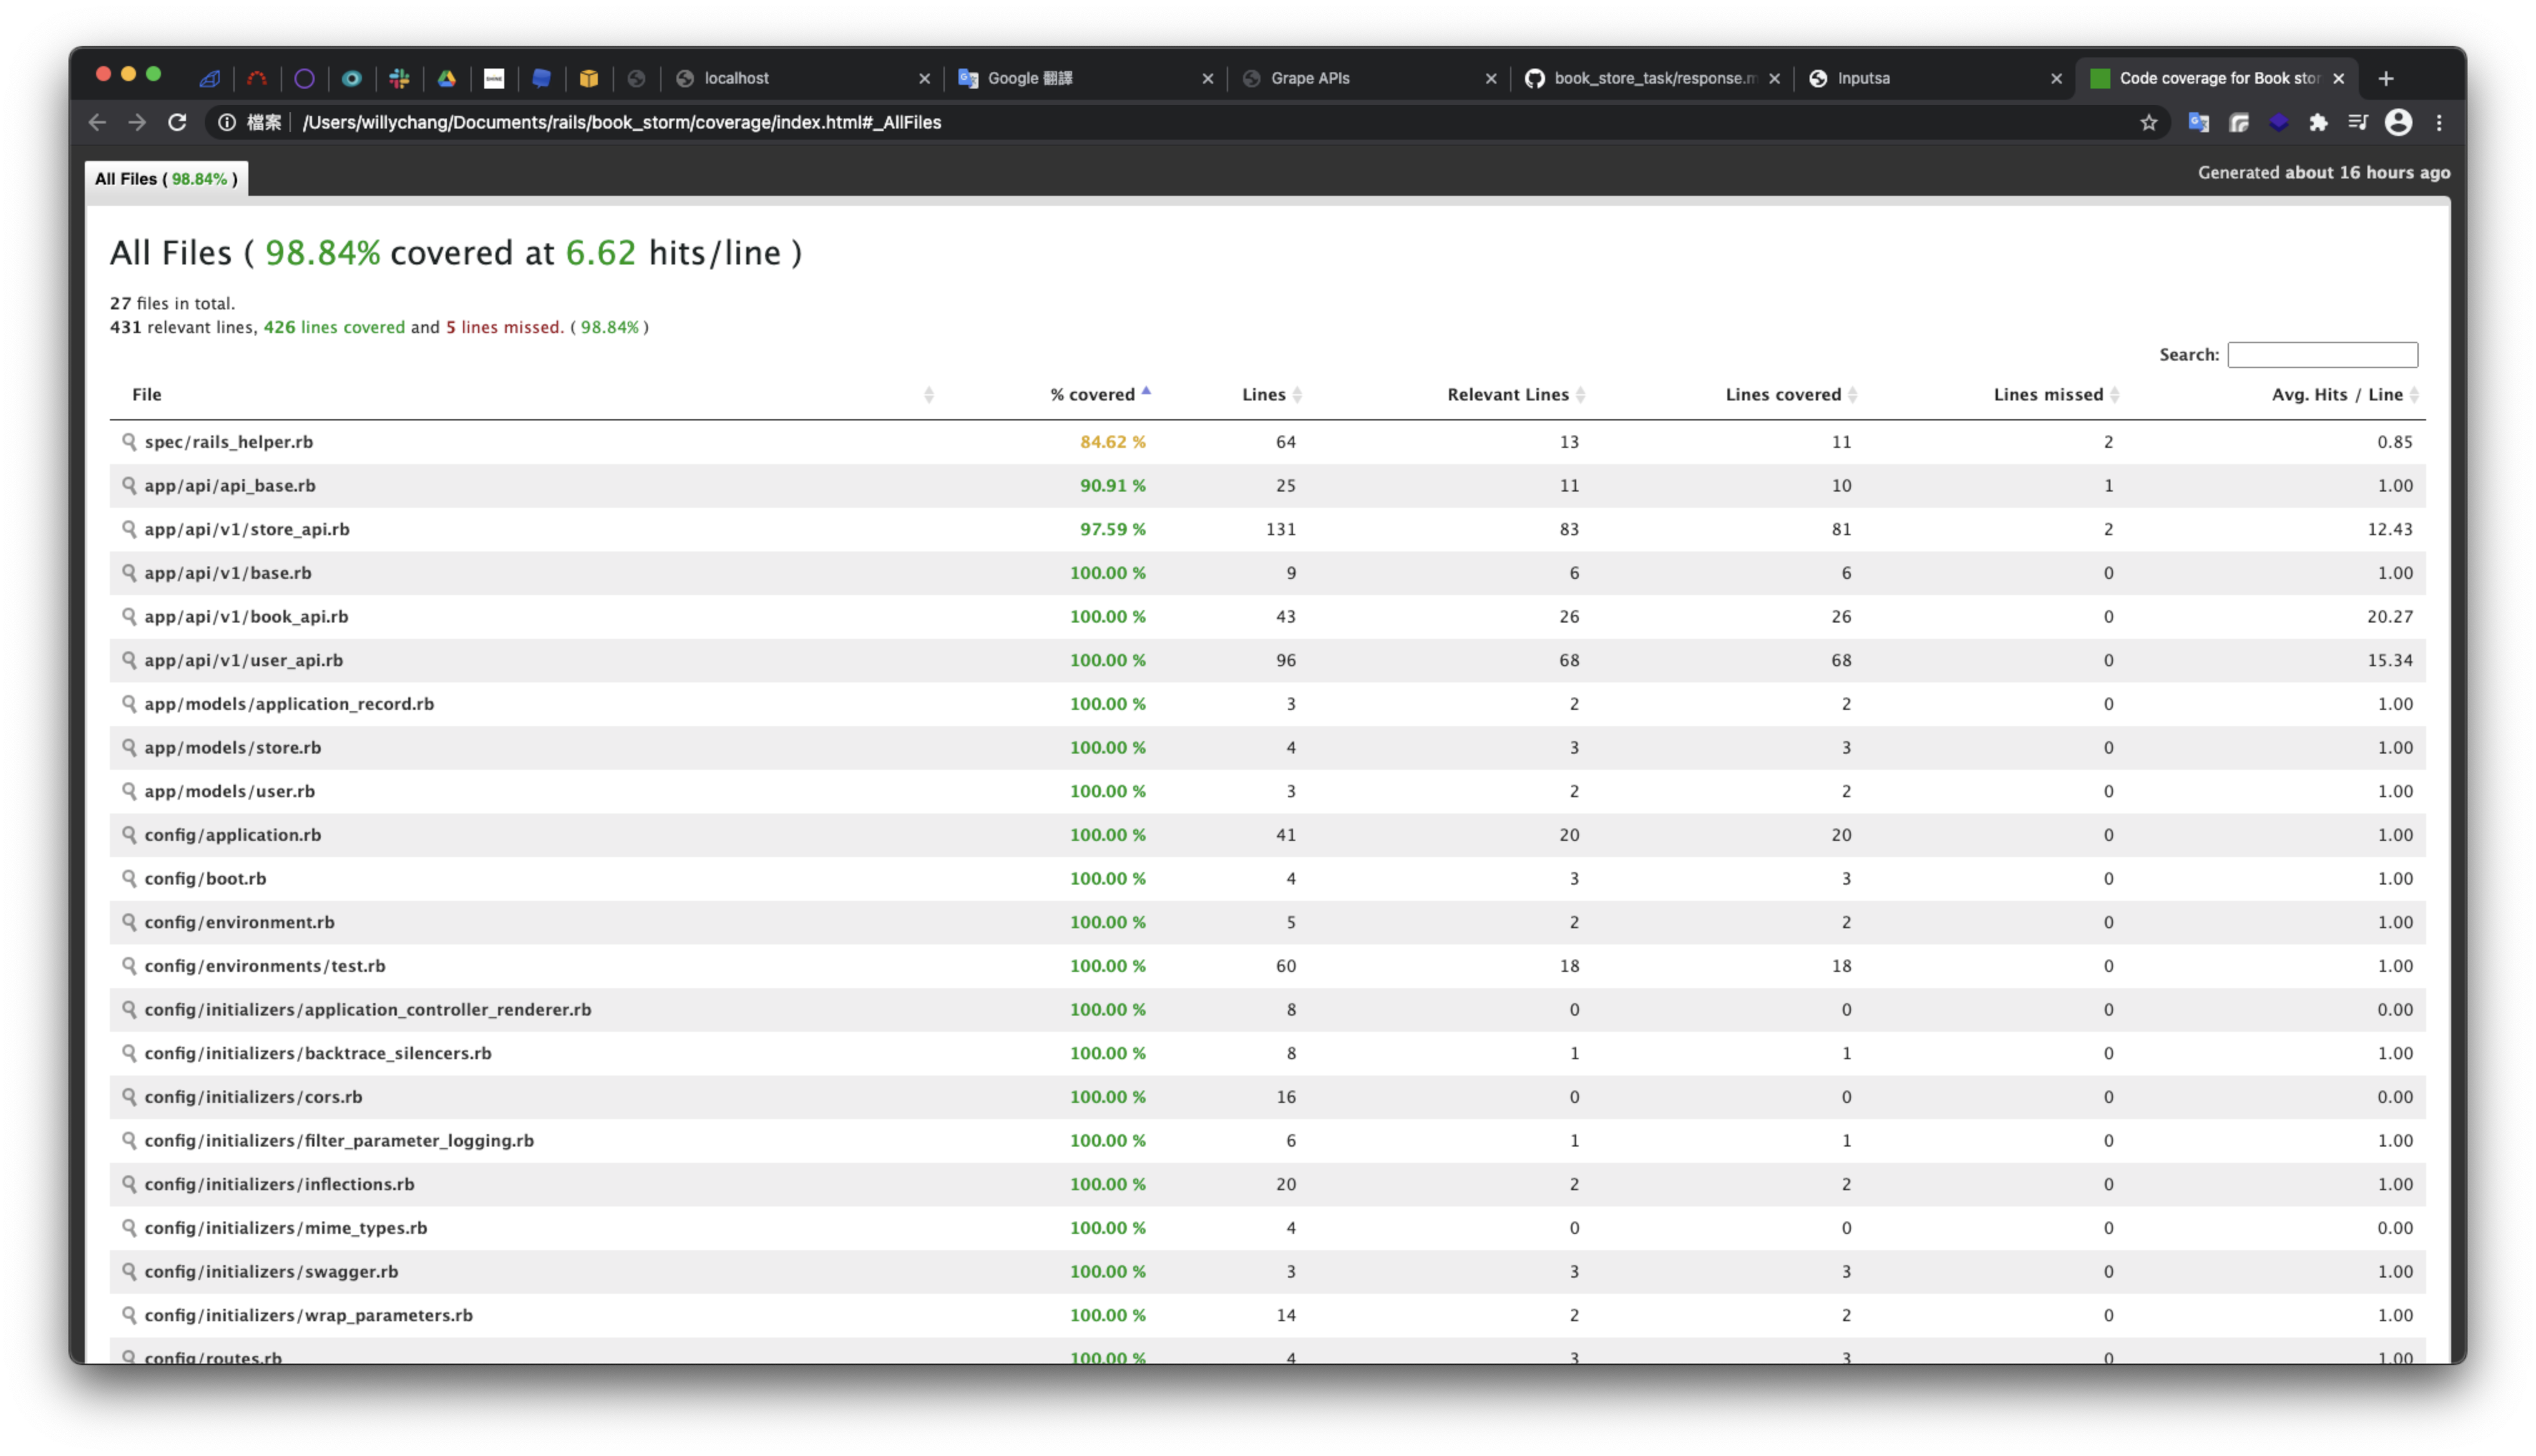 localhost
Google 翻譯
Grape APIs
book_store_task/response.m
Inputsa
Code coverage for Book stor
檔案 /Users/willychang/Documents/rails/book_storm/coverage/index.html#_AllFiles
All Files ( 98.84% )
Generated about 16 hours ago
All Files ( 98.84% covered at 6.62 hits/line )
27 files in total.
431 relevant lines, 426 lines covered and 5 lines missed. ( 98.84% )
Search:
File % covered Lines Relevant Lines Lines covered Lines missed Avg. Hits / Line
spec/rails_helper.rb 84.62 % 64 13 11 2 0.85
app/api/api_base.rb 90.91 % 25 11 10 1 1.00
app/api/v1/store_api.rb 97.59 % 131 83 81 2 12.43
app/api/v1/base.rb 100.00 % 9 6 6 0 1.00
app/api/v1/book_api.rb 100.00 % 43 26 26 0 20.27
app/api/v1/user_api.rb 100.00 % 96 68 68 0 15.34
app/models/application_record.rb 100.00 % 3 2 2 0 1.00
app/models/store.rb 100.00 % 4 3 3 0 1.00
app/models/user.rb 100.00 % 3 2 2 0 1.00
config/application.rb 100.00 % 41 20 20 0 1.00
config/boot.rb 100.00 % 4 3 3 0 1.00
config/environment.rb 100.00 % 5 2 2 0 1.00
config/environments/test.rb 100.00 % 60 18 18 0 1.00
config/initializers/application_controller_renderer.rb 100.00 % 8 0 0 0 0.00
config/initializers/backtrace_silencers.rb 100.00 % 8 1 1 0 1.00
config/initializers/cors.rb 100.00 % 16 0 0 0 0.00
config/initializers/filter_parameter_logging.rb 100.00 % 6 1 1 0 1.00
config/initializers/inflections.rb 100.00 % 20 2 2 0 1.00
config/initializers/mime_types.rb 100.00 % 4 0 0 0 0.00
config/initializers/swagger.rb 100.00 % 3 3 3 0 1.00
config/initializers/wrap_parameters.rb 100.00 % 14 2 2 0 1.00
config/routes.rb 100.00 % 4 3 3 0 1.00